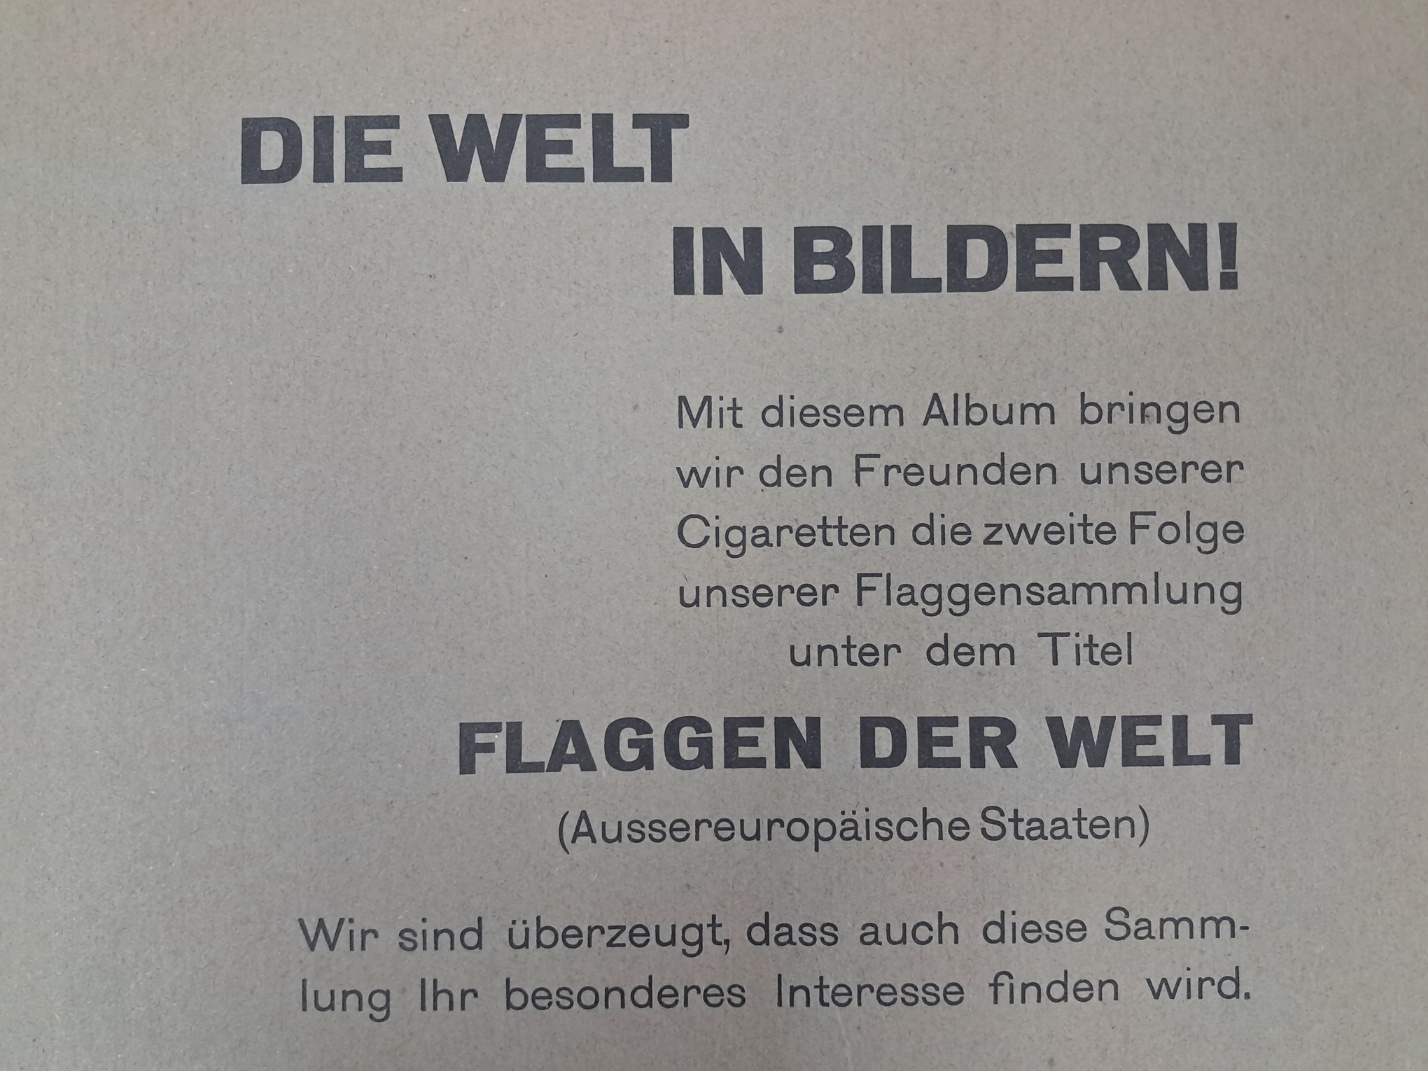 DIE WELT
IN BILDERN!
Mit diesem Album bringen
wir den Freunden unserer
Cigaretten die zweite Folge
unserer Flaggensammlung
unter dem Titel
FLAGGEN DER WELT
(Aussereuropäische Staaten)
Wir sind überzeugt, dass auch diese Samm-
lung Ihr besonderes Interesse finden wird.